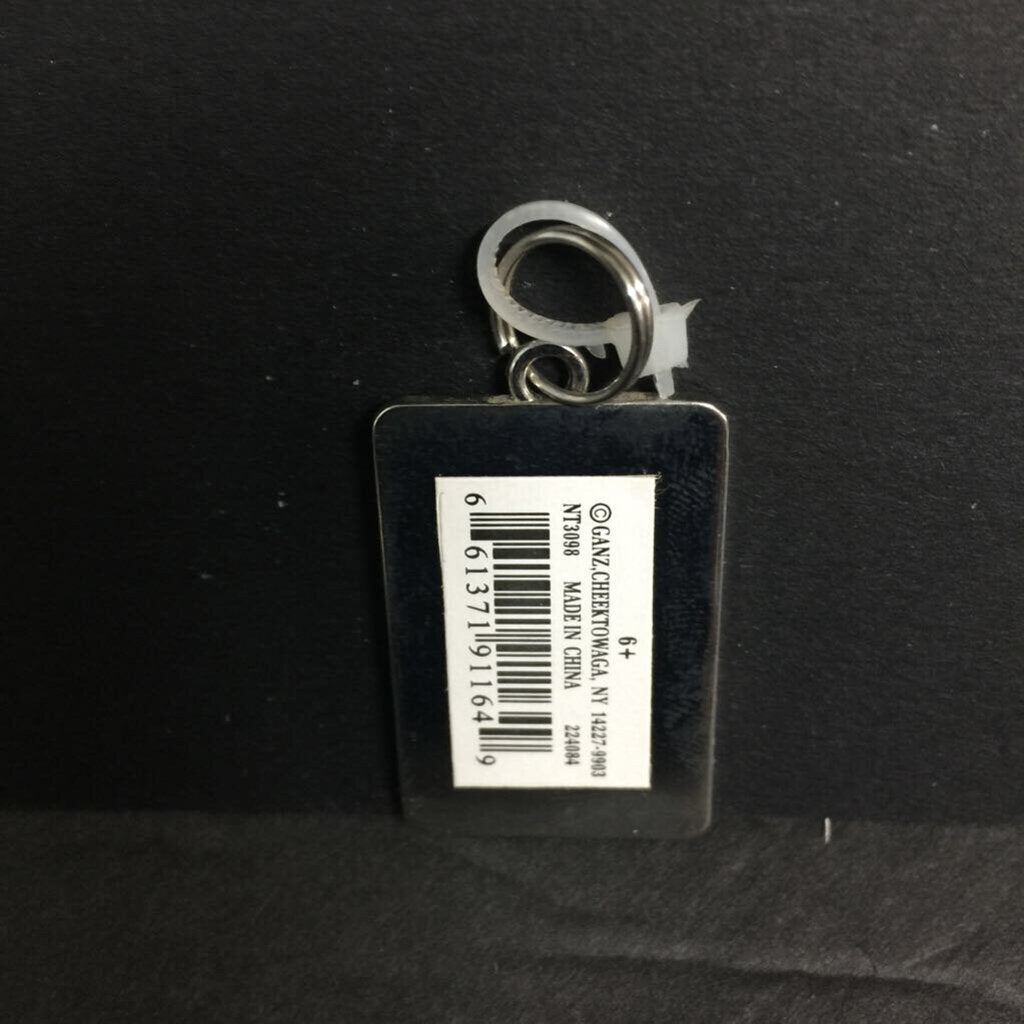 6+
©GANZ,CHEEKTOWAGA, NY 14227-9903
NT3098 MADE IN CHINA 224084
6 61371 91164 9